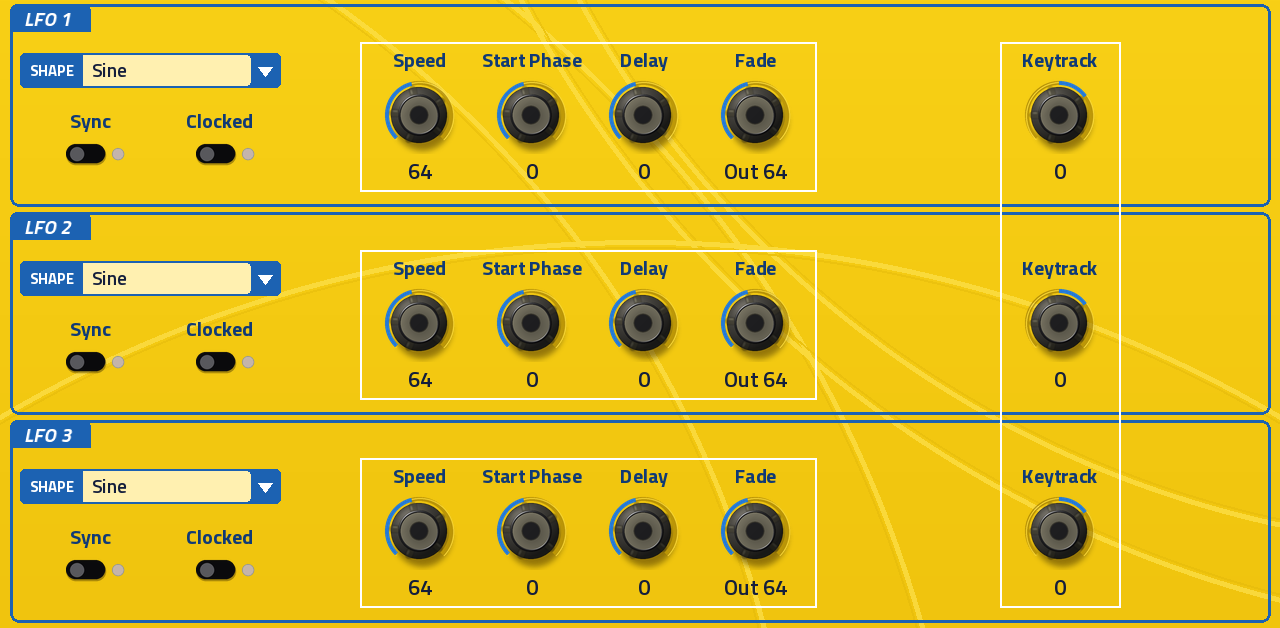 LFO 1
SHAPE Sine
Sync Clocked
Speed Start Phase Delay Fade Keytrack
64 0 0 Out 64 0
LFO 2
SHAPE Sine
Sync Clocked
Speed Start Phase Delay Fade Keytrack
64 0 0 Out 64 0
LFO 3
SHAPE Sine
Sync Clocked
Speed Start Phase Delay Fade Keytrack
64 0 0 Out 64 0